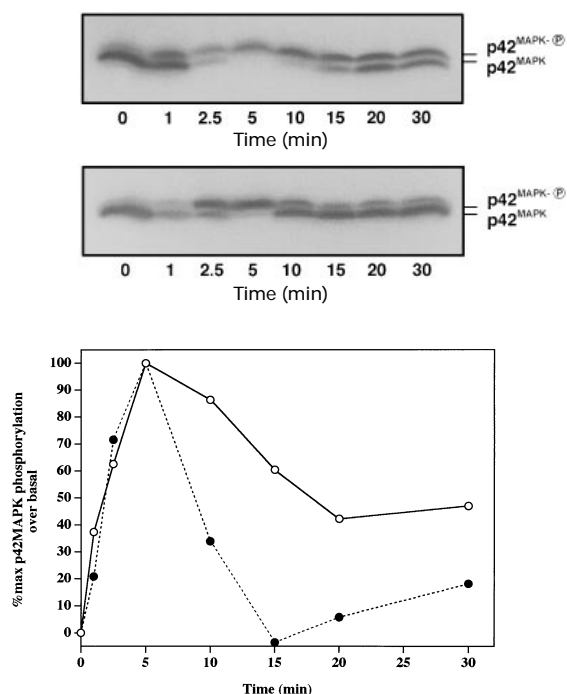 p42MAPK-Ⓟ
p42MAPK
0 1 2.5 5 10 15 20 30
Time (min)
p42MAPK-Ⓟ
p42MAPK
0 1 2.5 5 10 15 20 30
Time (min)
%max p42MAPK phosphorylation
over basal
100
90
80
70
60
50
40
30
20
10
0
0 5 10 15 20 25 30
Time (min)